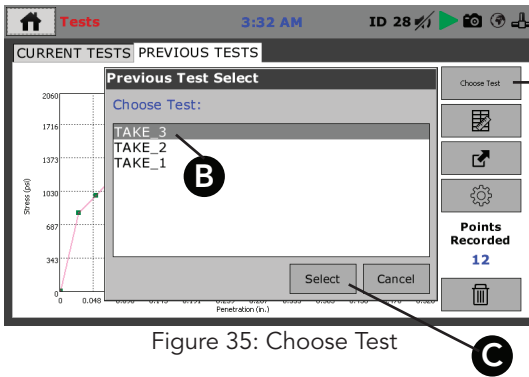 Tests 3:32 AM ID 28
CURRENT TESTS PREVIOUS TESTS
Previous Test Select
Choose Test:
TAKE_3
TAKE_2
TAKE_1
B
Select Cancel
Choose Test
Points
Recorded
12
2060
1716
1373
1030
687
343
0
Stress (psi)
0 0.048
Penetration (in.)
Figure 35: Choose Test
C